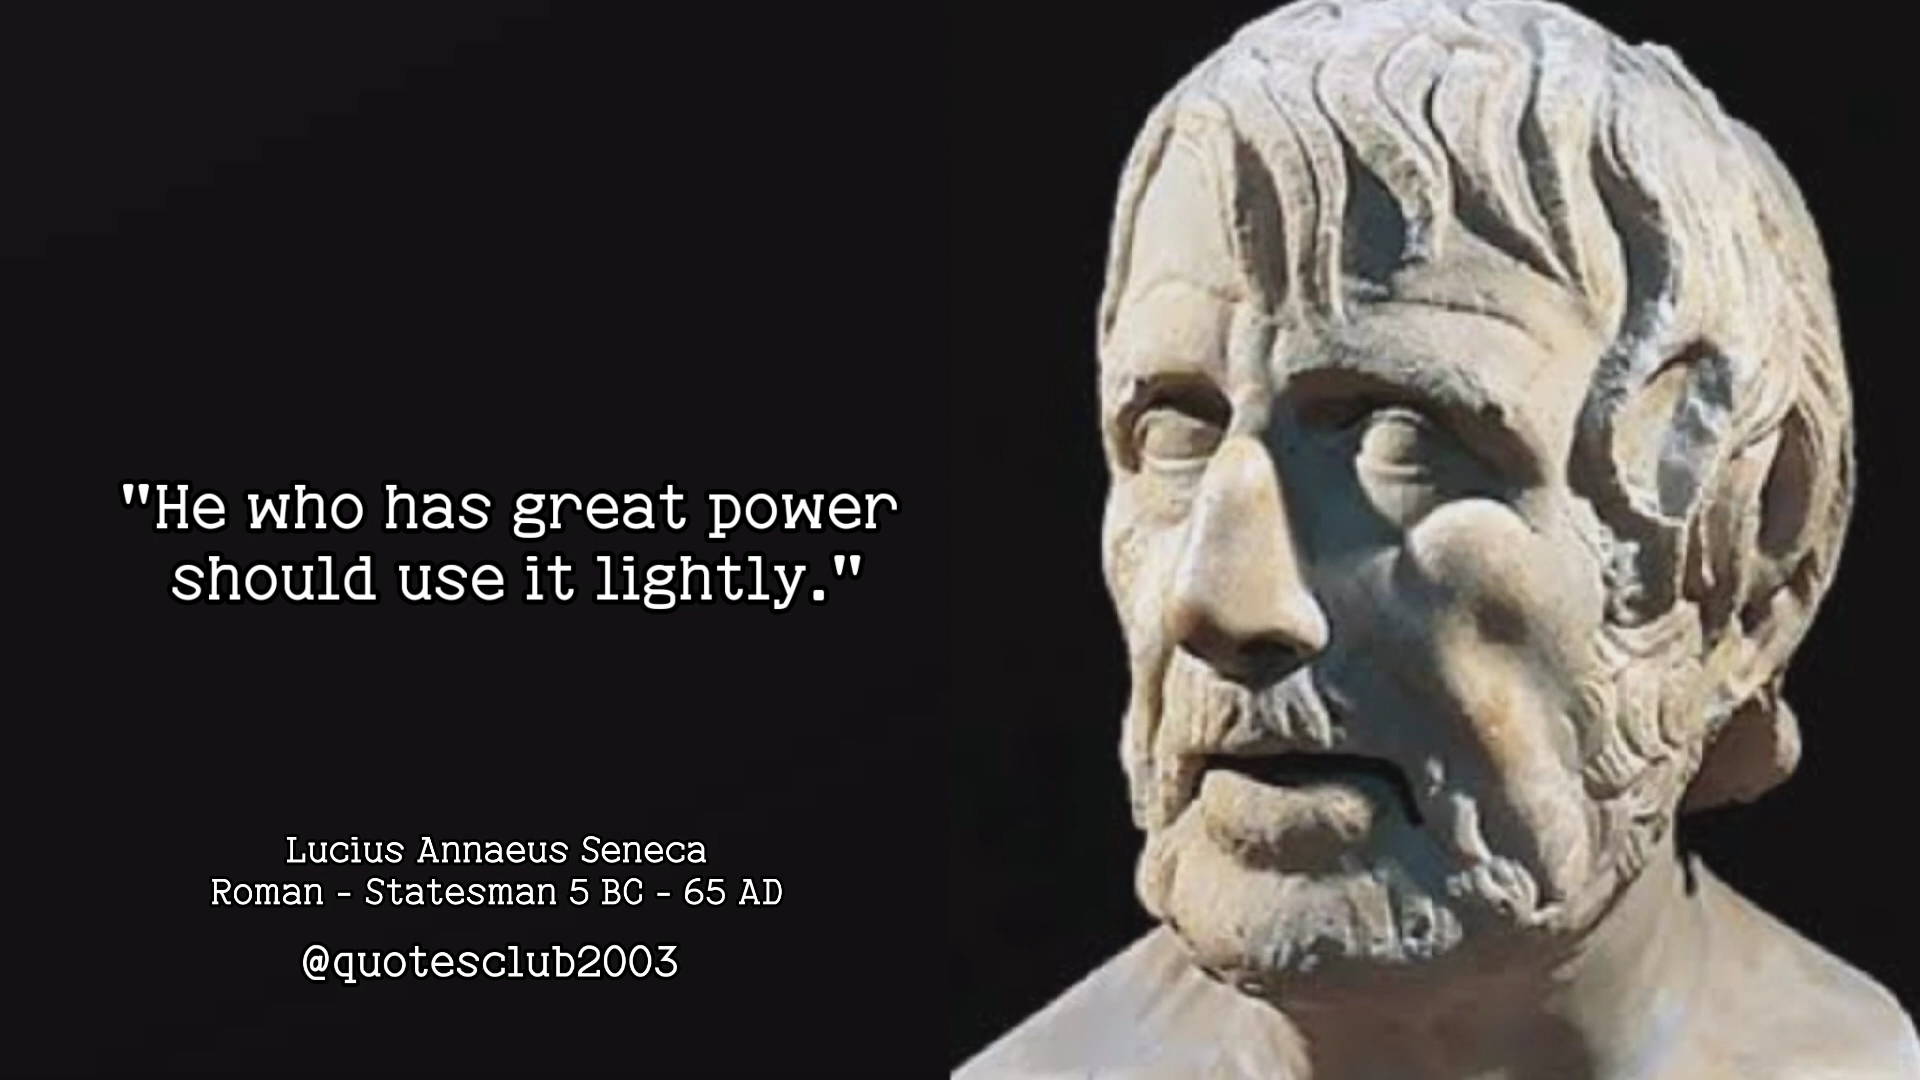 "He who has great power
should use it lightly."
Lucius Annaeus Seneca
Roman - Statesman 5 BC - 65 AD
@quotesclub2003